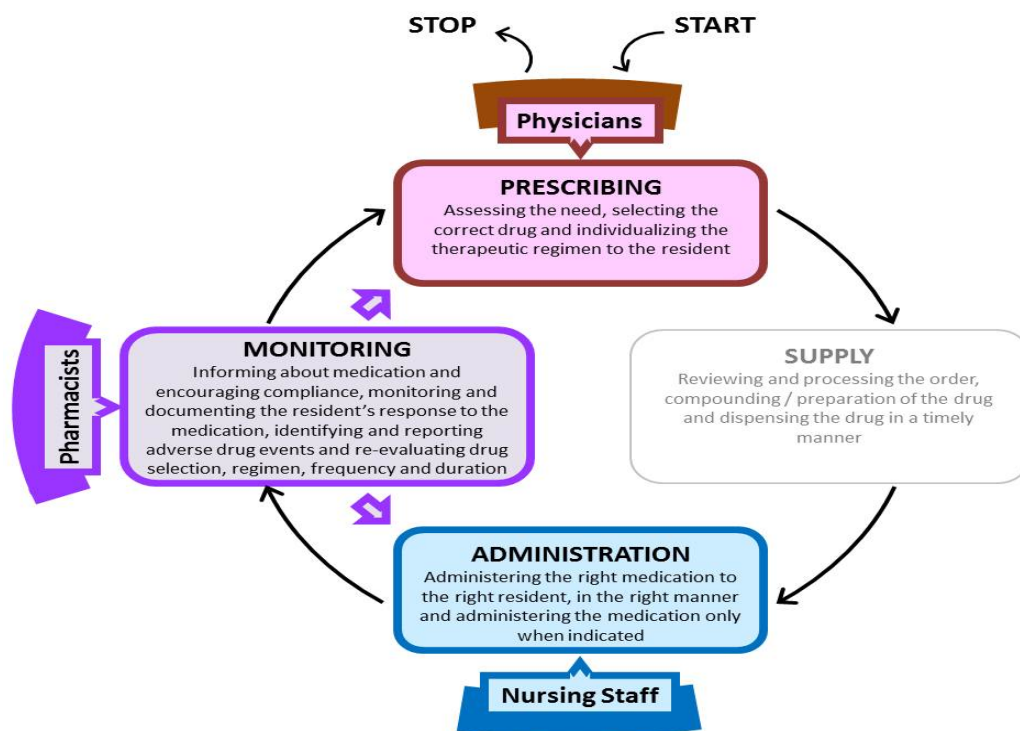 STOP
START
Physicians
PRESCRIBING
Assessing the need, selecting the
correct drug and individualizing the
therapeutic regimen to the resident
SUPPLY
Reviewing and processing the order,
compounding / preparation of the drug
and dispensing the drug in a timely
manner
Pharmacists
MONITORING
Informing about medication and
encouraging compliance, monitoring and
documenting the resident's response to the
medication, identifying and reporting
adverse drug events and re-evaluating drug
selection, regimen, frequency and duration
ADMINISTRATION
Administering the right medication to
the right resident, in the right manner
and administering the medication only
when indicated
Nursing Staff